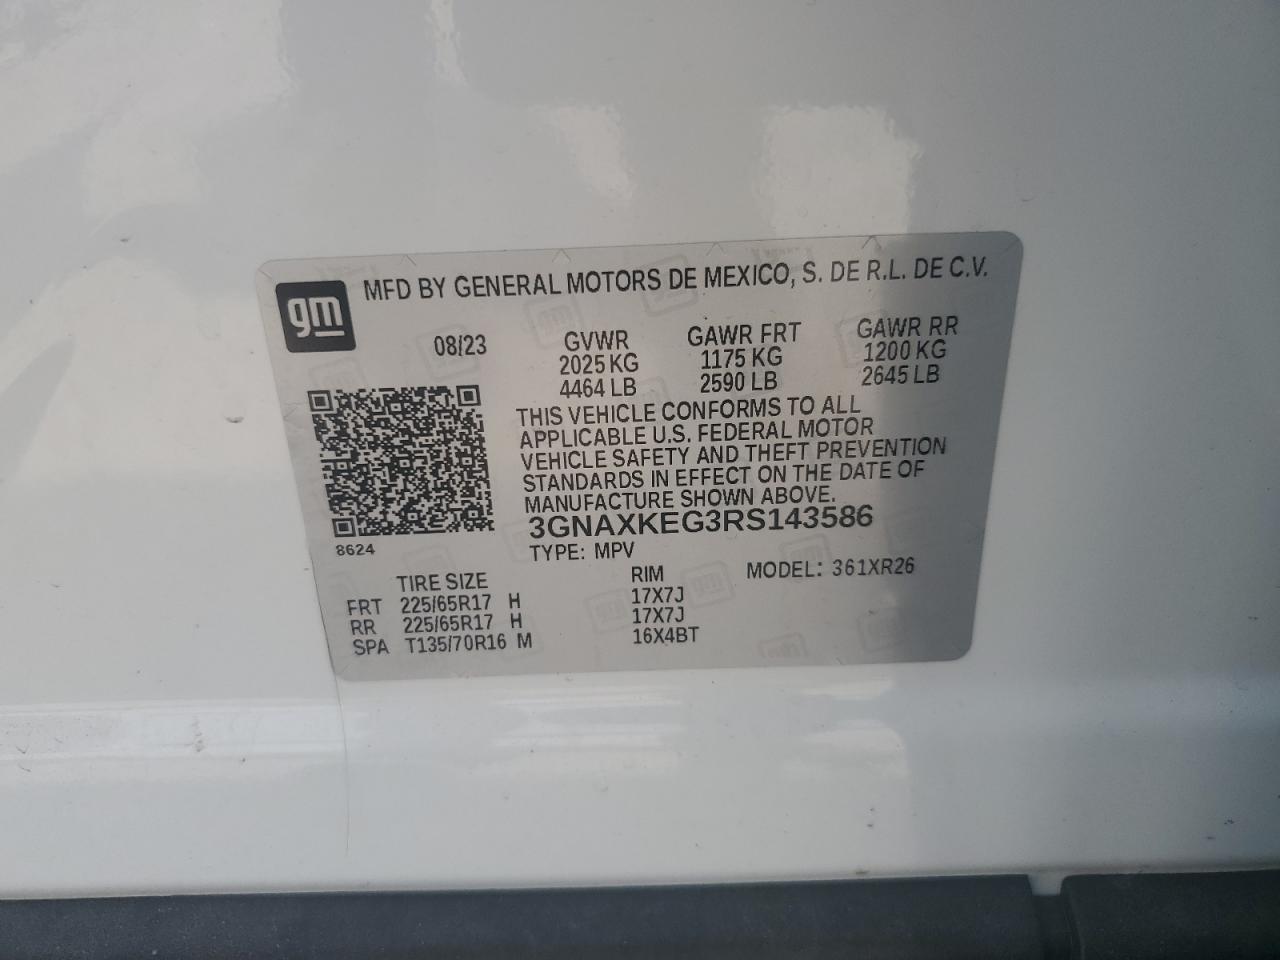 gm
MFD BY GENERAL MOTORS DE MEXICO, S. DE R.L. DE C.V.
08/23 GVWR GAWR FRT GAWR RR
2025 KG 1175 KG 1200 KG
4464 LB 2590 LB 2645 LB
THIS VEHICLE CONFORMS TO ALL
APPLICABLE U.S. FEDERAL MOTOR
VEHICLE SAFETY AND THEFT PREVENTION
STANDARDS IN EFFECT ON THE DATE OF
MANUFACTURE SHOWN ABOVE.
3GNAXKEG3RS143586
8624
TYPE: MPV
MODEL: 361XR26
TIRE SIZE RIM
FRT 225/65R17 H 17X7J
RR 225/65R17 H 17X7J
SPA T135/70R16 M 16X4BT